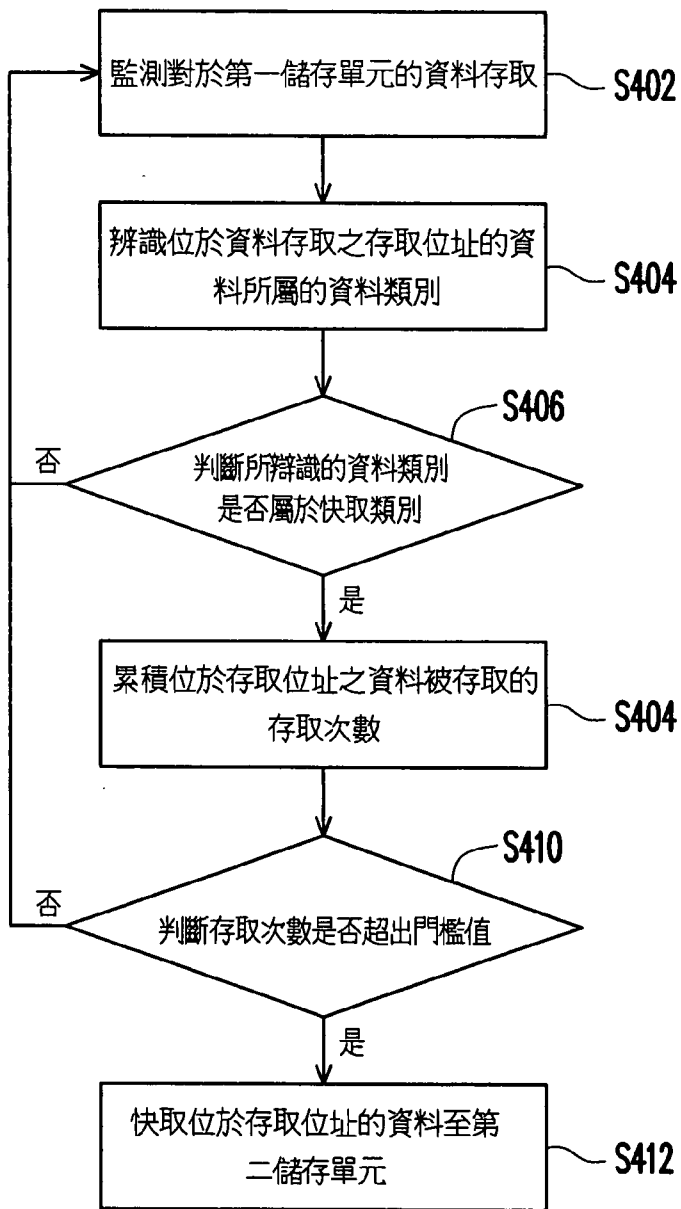 監測對於第一儲存單元的資料存取
S402
辨識位於資料存取之存取位址的資
料所屬的資料類別
S404
S406
判斷所辯識的資料類別
是否屬於快取類別
否
是
累積位於存取位址之資料被存取的
存取次數
S404
S410
判斷存取次數是否超出門檻值
否
是
快取位於存取位址的資料至第
二儲存單元
S412